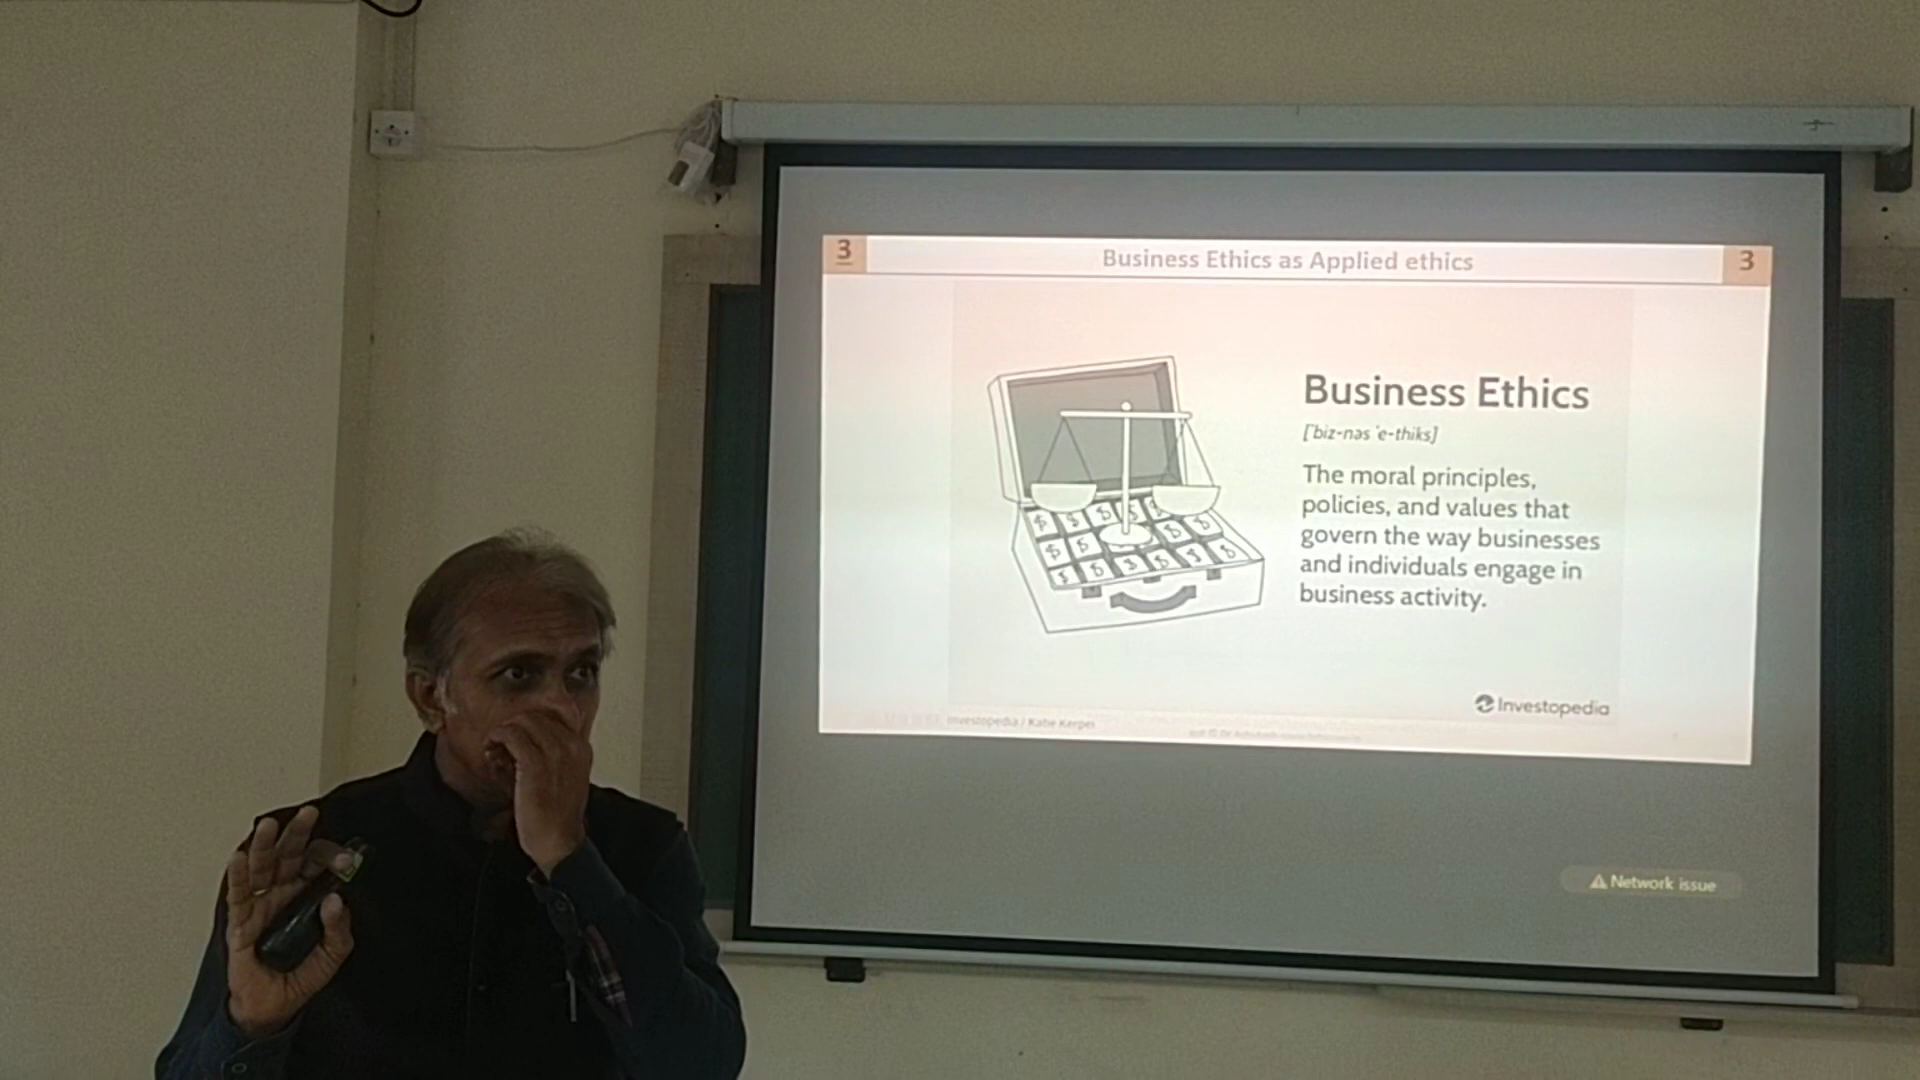 3
Business Ethics as Applied ethics
3
Business Ethics
['biz-nəs 'e-thiks]
The moral principles,
policies, and values that
govern the way businesses
and individuals engage in
business activity.
Investopedia
Investopedia / Katie Kerpel
Network issue